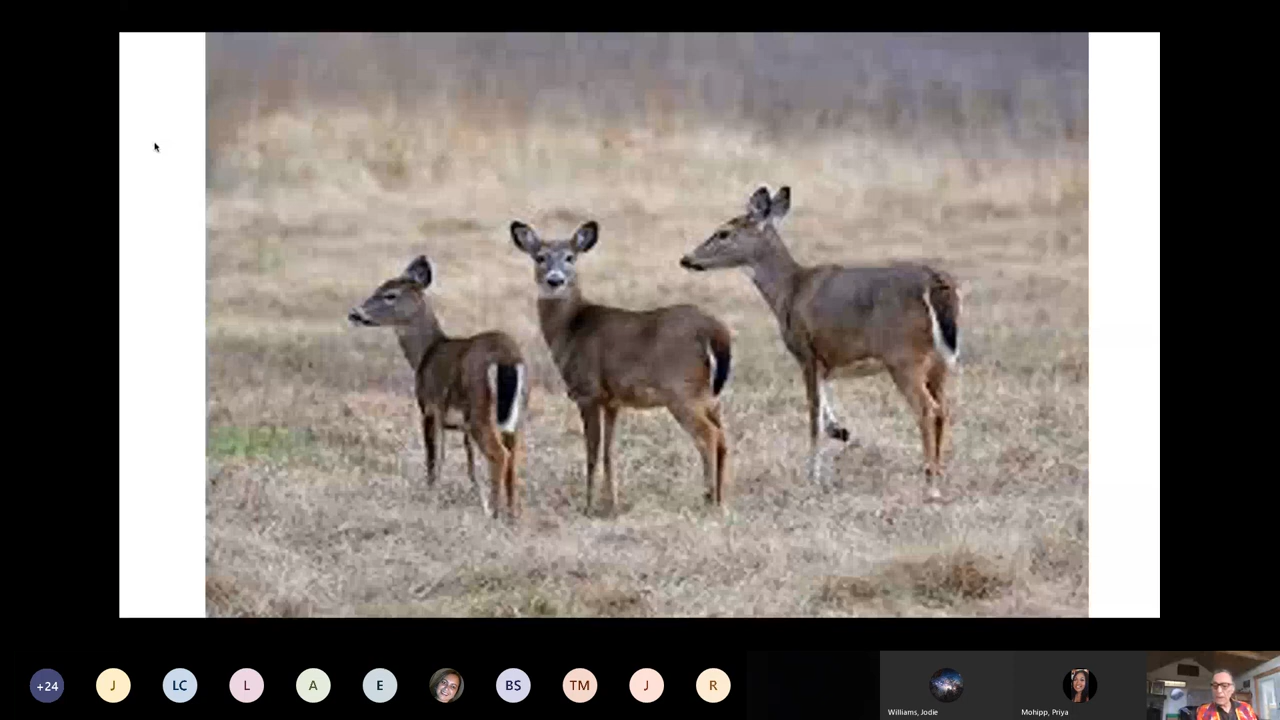 +24
J
LC
L
A
E
BS
TM
J
R
Williams, Jodie
Mohipp, Priya